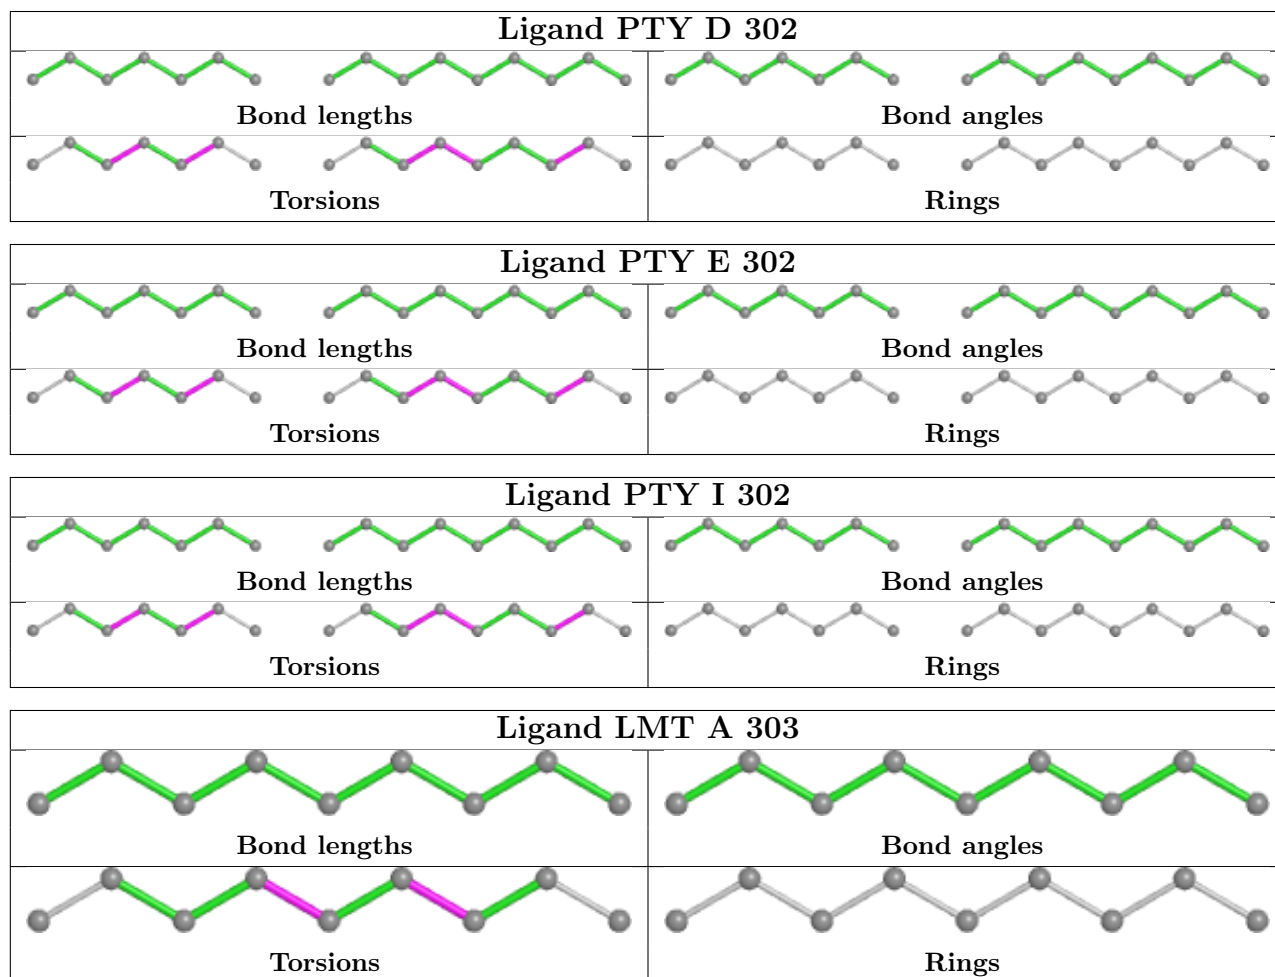 Ligand PTY D 302
Bond lengths Bond angles
Torsions Rings
Ligand PTY E 302
Bond lengths Bond angles
Torsions Rings
Ligand PTY I 302
Bond lengths Bond angles
Torsions Rings
Ligand LMT A 303
Bond lengths Bond angles
Torsions Rings